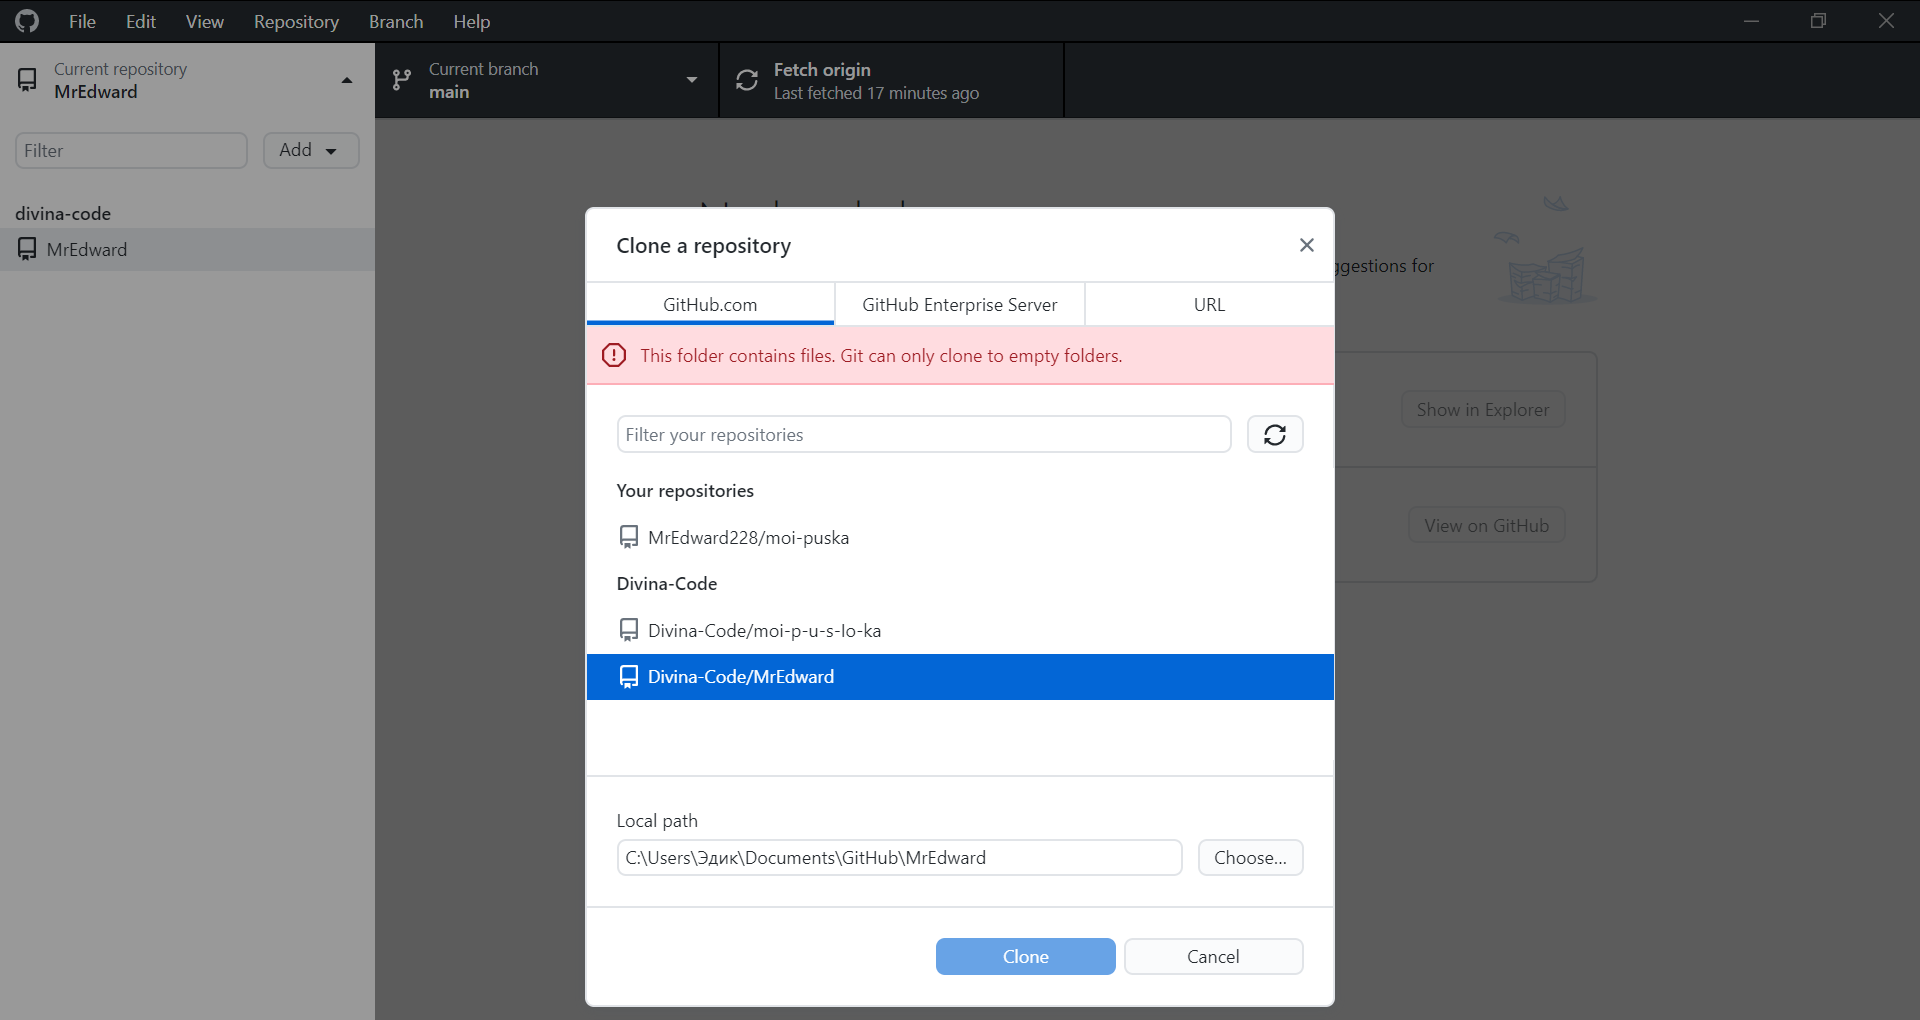 File Edit View Repository Branch Help
Current repository
MrEdward
Current branch
main
Fetch origin
Last fetched 17 minutes ago
Filter
Add
divina-code
MrEdward
ggestions for
Show in Explorer
View on GitHub
Clone a repository
GitHub.com
GitHub Enterprise Server
URL
This folder contains files. Git can only clone to empty folders.
Filter your repositories
Your repositories
MrEdward228/moi-puska
Divina-Code
Divina-Code/moi-p-u-s-lo-ka
Divina-Code/MrEdward
Local path
C:\Users\Эдик\Documents\GitHub\MrEdward
Choose...
Clone
Cancel